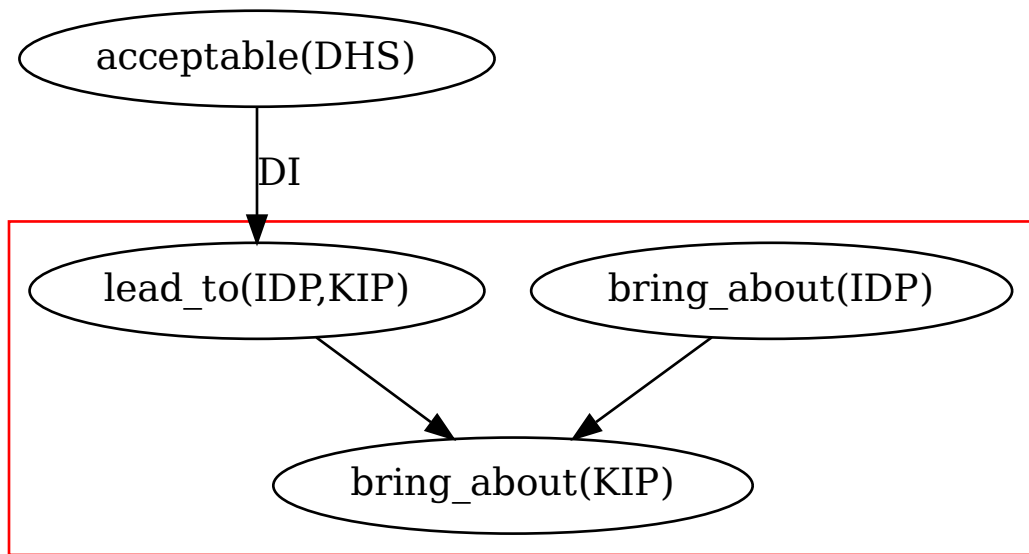 acceptable(DHS)
DI
lead_to(IDP,KIP)
bring_about(IDP)
bring_about(KIP)